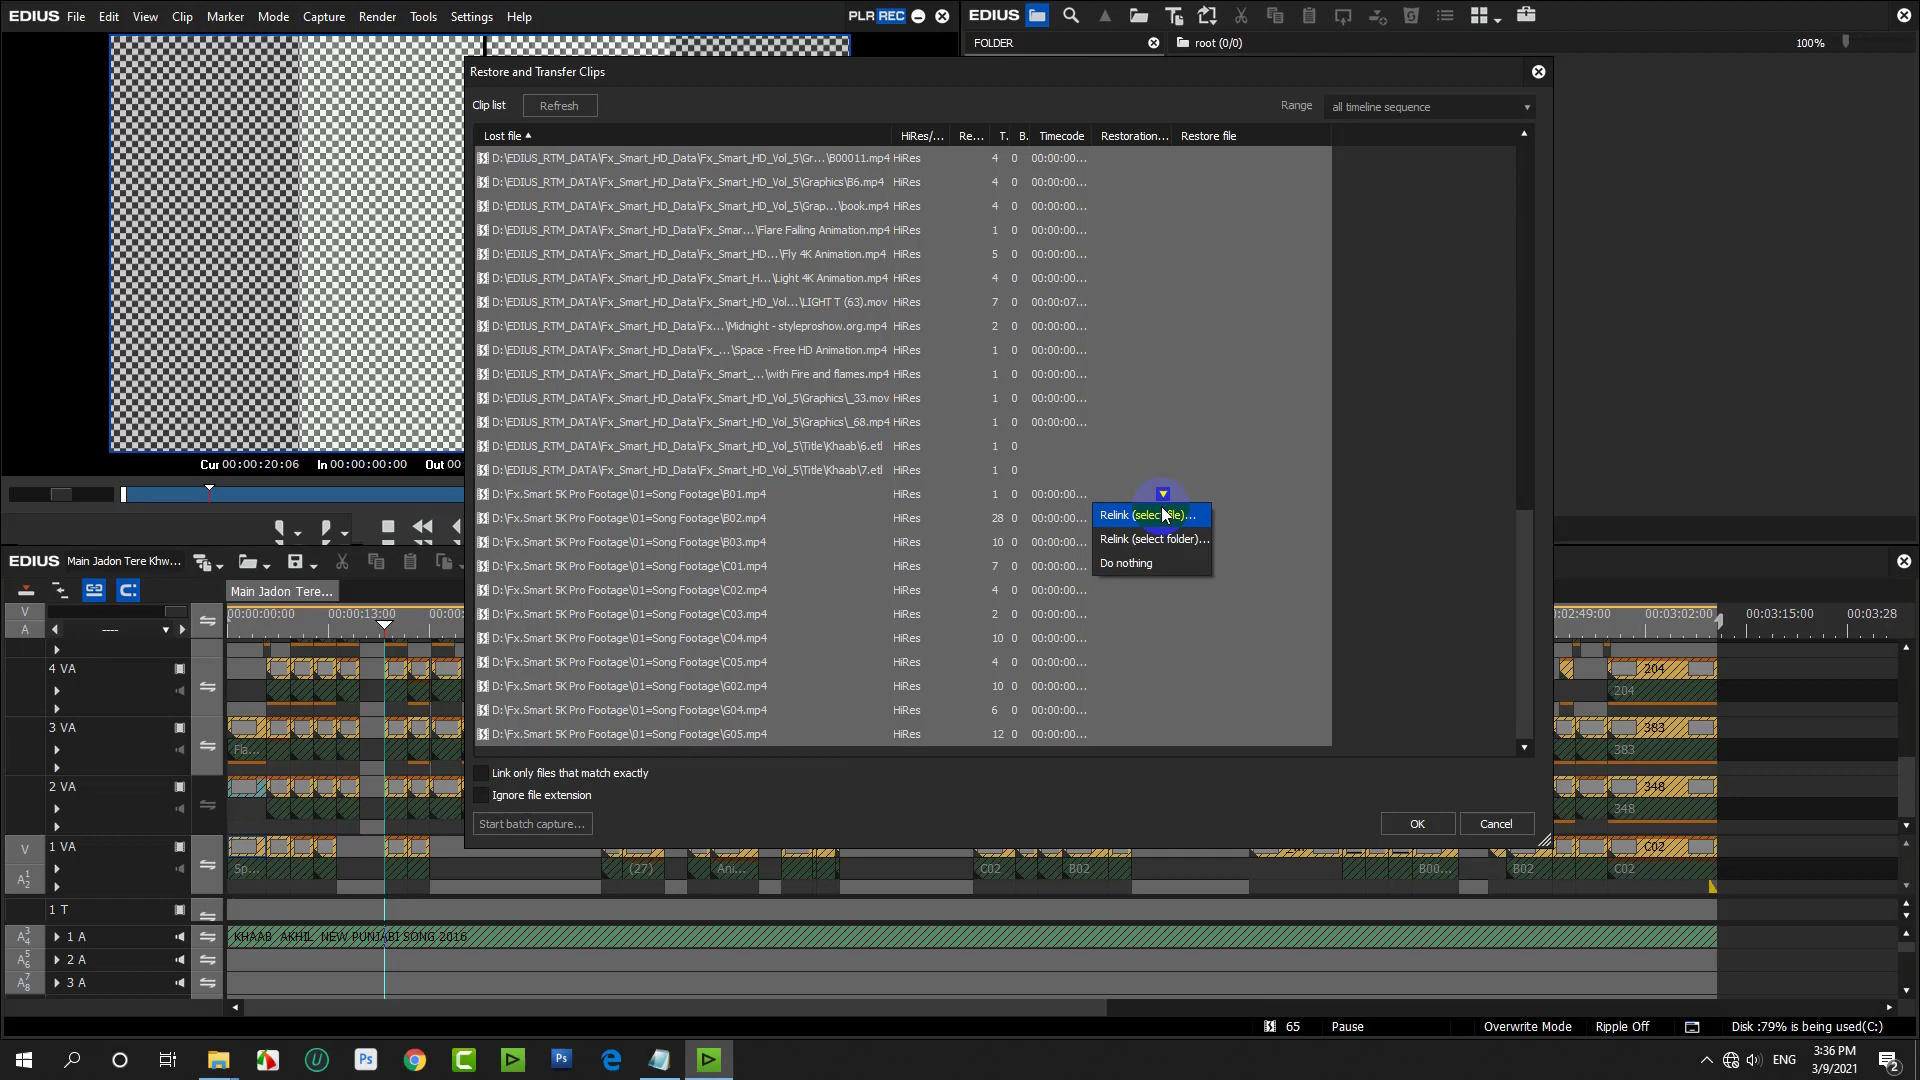 EDIUS File Edit View Clip Marker Mode Capture Render Tools Settings Help PLR REC
EDIUS
FOLDER
root (0/0)
100%
Restore and Transfer Clips
Clip list Refresh Range all timeline sequence
Lost file HiRes/... Re... T. B. Timecode Restoration... Restore file
D:\EDIUS_RTM_DATA\Fx_Smart_HD_Data\Fx_Smart_HD_Vol_5\Gr...\B00011.mp4 HiRes 4 0 00:00:00...
D:\EDIUS_RTM_DATA\Fx_Smart_HD_Data\Fx_Smart_HD_Vol_5\Graphics\B6.mp4 HiRes 4 0 00:00:00...
D:\EDIUS_RTM_DATA\Fx_Smart_HD_Data\Fx_Smart_HD_Vol_5\Grap...\book.mp4 HiRes 4 0 00:00:00...
D:\EDIUS_RTM_DATA\Fx_Smart_HD_Data\Fx_Smar...\Flare Falling Animation.mp4 HiRes 1 0 00:00:00...
D:\EDIUS_RTM_DATA\Fx_Smart_HD_Data\Fx_Smart_HD...\Fly 4K Animation.mp4 HiRes 5 0 00:00:00...
D:\EDIUS_RTM_DATA\Fx_Smart_HD_Data\Fx_Smart_H...\Light 4K Animation.mp4 HiRes 4 0 00:00:00...
D:\EDIUS_RTM_DATA\Fx_Smart_HD_Data\Fx_Smart_HD_Vol...\LIGHT T (63).mov HiRes 7 0 00:00:07...
D:\EDIUS_RTM_DATA\Fx_Smart_HD_Data\Fx...\Midnight - styleproshow.org.mp4 HiRes 2 0 00:00:00...
D:\EDIUS_RTM_DATA\Fx_Smart_HD_Data\Fx_...\Space - Free HD Animation.mp4 HiRes 1 0 00:00:00...
D:\EDIUS_RTM_DATA\Fx_Smart_HD_Data\Fx_Smart_...\with Fire and flames.mp4 HiRes 1 0 00:00:00...
D:\EDIUS_RTM_DATA\Fx_Smart_HD_Data\Fx_Smart_HD_Vol_5\Graphics\_33.mov HiRes 1 0 00:00:00...
D:\EDIUS_RTM_DATA\Fx_Smart_HD_Data\Fx_Smart_HD_Vol_5\Graphics\_68.mp4 HiRes 1 0 00:00:00...
D:\EDIUS_RTM_DATA\Fx_Smart_HD_Data\Fx_Smart_HD_Vol_5\Title\Khaab\6.etl HiRes 1 0
D:\EDIUS_RTM_DATA\Fx_Smart_HD_Data\Fx_Smart_HD_Vol_5\Title\Khaab\7.etl HiRes 1 0
D:\Fx.Smart 5K Pro Footage\01=Song Footage\B01.mp4 HiRes 1 0 00:00:00...
D:\Fx.Smart 5K Pro Footage\01=Song Footage\B02.mp4 HiRes 28 0 00:00:00...
D:\Fx.Smart 5K Pro Footage\01=Song Footage\B03.mp4 HiRes 10 0 00:00:00...
D:\Fx.Smart 5K Pro Footage\01=Song Footage\C01.mp4 HiRes 7 0 00:00:00...
D:\Fx.Smart 5K Pro Footage\01=Song Footage\C02.mp4 HiRes 4 0 00:00:00...
D:\Fx.Smart 5K Pro Footage\01=Song Footage\C03.mp4 HiRes 2 0 00:00:00...
D:\Fx.Smart 5K Pro Footage\01=Song Footage\C04.mp4 HiRes 10 0 00:00:00...
D:\Fx.Smart 5K Pro Footage\01=Song Footage\C05.mp4 HiRes 4 0 00:00:00...
D:\Fx.Smart 5K Pro Footage\01=Song Footage\G02.mp4 HiRes 10 0 00:00:00...
D:\Fx.Smart 5K Pro Footage\01=Song Footage\G04.mp4 HiRes 6 0 00:00:00...
D:\Fx.Smart 5K Pro Footage\01=Song Footage\G05.mp4 HiRes 12 0 00:00:00...
Relink (select file)...
Relink (select folder)...
Do nothing
Link only files that match exactly
Ignore file extension
Start batch capture...
OK Cancel
Cur 00:00:20:06 In 00:00:00:00 Out 00
EDIUS Main Jadon Tere Khw...
Main Jadon Tere...
00:00:00:00 00:00:13:00 00:00 02:49:00 00:03:02:00 00:03:15:00 00:03:28
V
A ----
4 VA 204
204
3 VA 383
Fla... 383
2 VA 348
348
V 1 VA C02
A12 Sp... (27) Ani... C02 B02 B00... B02 C02
1 T
A34 1 A KHAAB AKHIL NEW PUNJABI SONG 2016
A56 2 A
A78 3 A
65 Pause Overwrite Mode Ripple Off Disk :79% is being used(C:)
ENG
3:36 PM
3/9/2021
2